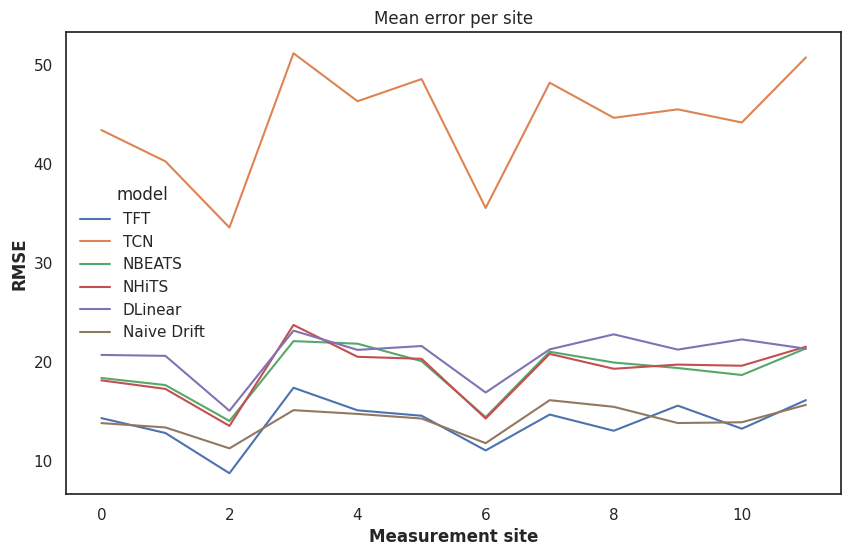 Mean error per site
50
40
30
20
10
RMSE
model
TFT
TCN
NBEATS
NHiTS
DLinear
Naive Drift
0 2 4 6 8 10
Measurement site